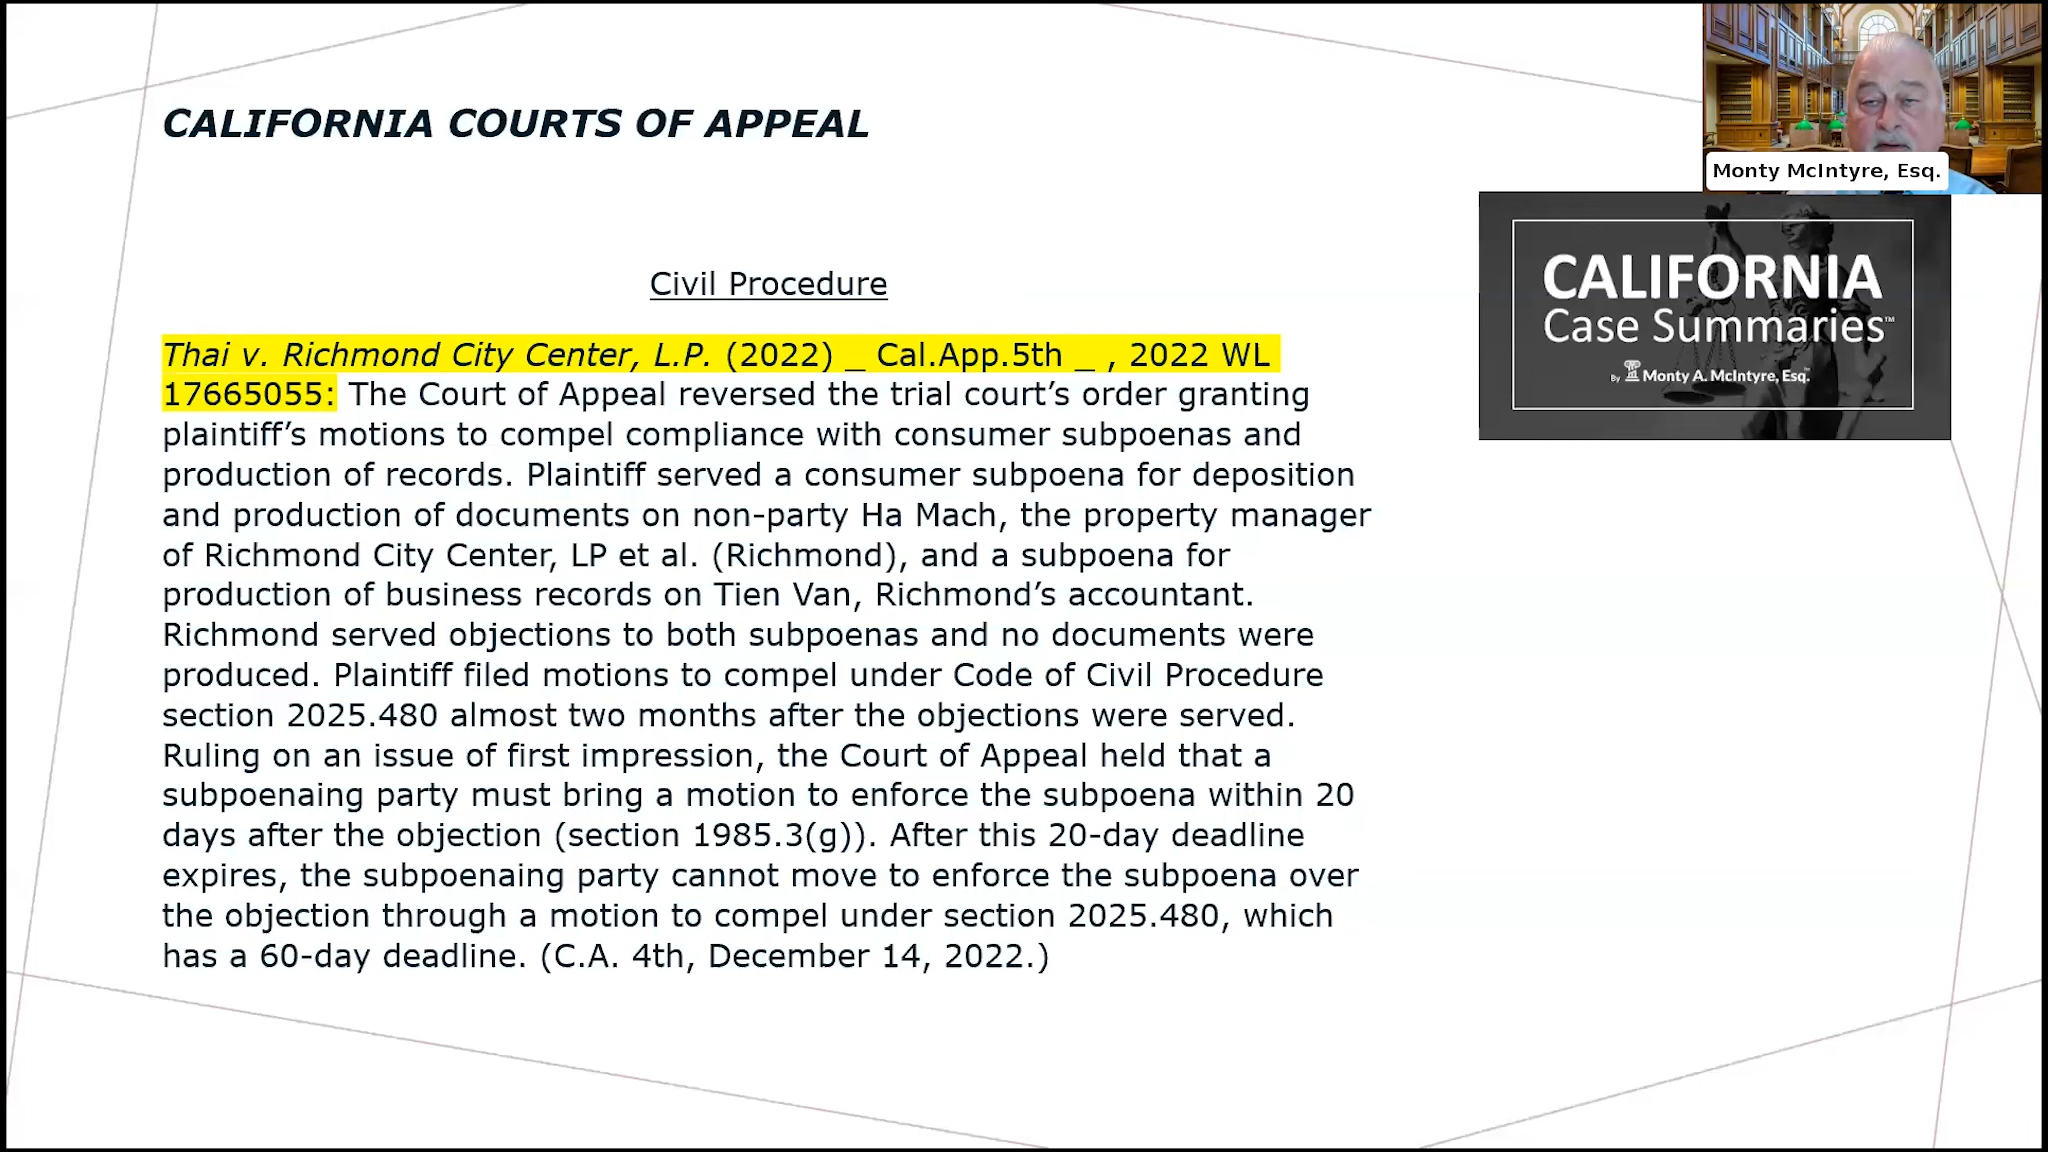 CALIFORNIA COURTS OF APPEAL
Monty McIntyre, Esq.
CALIFORNIA
Case Summaries™
By Monty A. McIntyre, Esq.
Civil Procedure
Thai v. Richmond City Center, L.P. (2022) _ Cal.App.5th _ , 2022 WL
17665055: The Court of Appeal reversed the trial court’s order granting
plaintiff’s motions to compel compliance with consumer subpoenas and
production of records. Plaintiff served a consumer subpoena for deposition
and production of documents on non-party Ha Mach, the property manager
of Richmond City Center, LP et al. (Richmond), and a subpoena for
production of business records on Tien Van, Richmond’s accountant.
Richmond served objections to both subpoenas and no documents were
produced. Plaintiff filed motions to compel under Code of Civil Procedure
section 2025.480 almost two months after the objections were served.
Ruling on an issue of first impression, the Court of Appeal held that a
subpoenaing party must bring a motion to enforce the subpoena within 20
days after the objection (section 1985.3(g)). After this 20-day deadline
expires, the subpoenaing party cannot move to enforce the subpoena over
the objection through a motion to compel under section 2025.480, which
has a 60-day deadline. (C.A. 4th, December 14, 2022.)